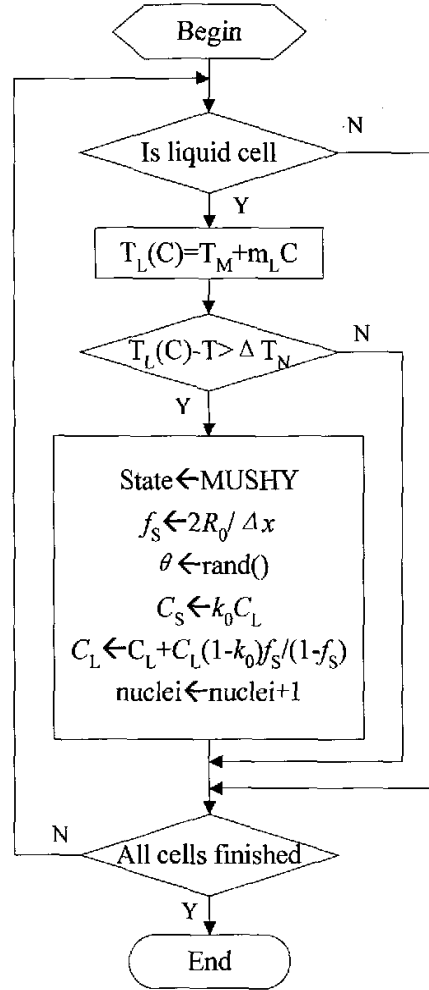 Begin
Is liquid cell
N
Y
T_L(C)=T_M+m_LC
T_L(C)-T>ΔT_N
N
Y
State←MUSHY
f_S←2R_0/Δx
θ←rand()
C_S←k_0C_L
C_L←C_L+C_L(1-k_0)f_S/(1-f_S)
nuclei←nuclei+1
N
All cells finished
Y
End